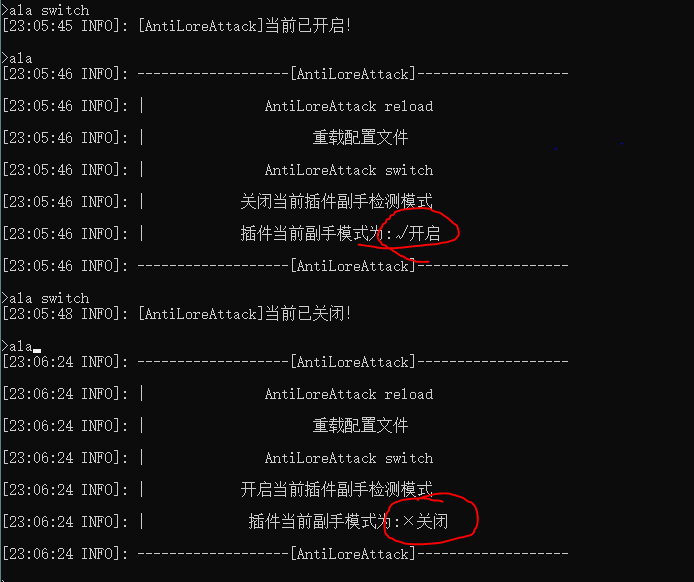 >ala switch
[23:05:45 INFO]: [AntiLoreAttack]当前已开启!
>ala
[23:05:46 INFO]: -------------------[AntiLoreAttack]-------------------
[23:05:46 INFO]: | AntiLoreAttack reload
[23:05:46 INFO]: | 重载配置文件
[23:05:46 INFO]: | AntiLoreAttack switch
[23:05:46 INFO]: | 关闭当前插件副手检测模式
[23:05:46 INFO]: | 插件当前副手模式为:√开启
[23:05:46 INFO]: -------------------[AntiLoreAttack]-------------------
>ala switch
[23:05:48 INFO]: [AntiLoreAttack]当前已关闭!
>ala
[23:06:24 INFO]: -------------------[AntiLoreAttack]-------------------
[23:06:24 INFO]: | AntiLoreAttack reload
[23:06:24 INFO]: | 重载配置文件
[23:06:24 INFO]: | AntiLoreAttack switch
[23:06:24 INFO]: | 开启当前插件副手检测模式
[23:06:24 INFO]: | 插件当前副手模式为:×关闭
[23:06:24 INFO]: -------------------[AntiLoreAttack]-------------------